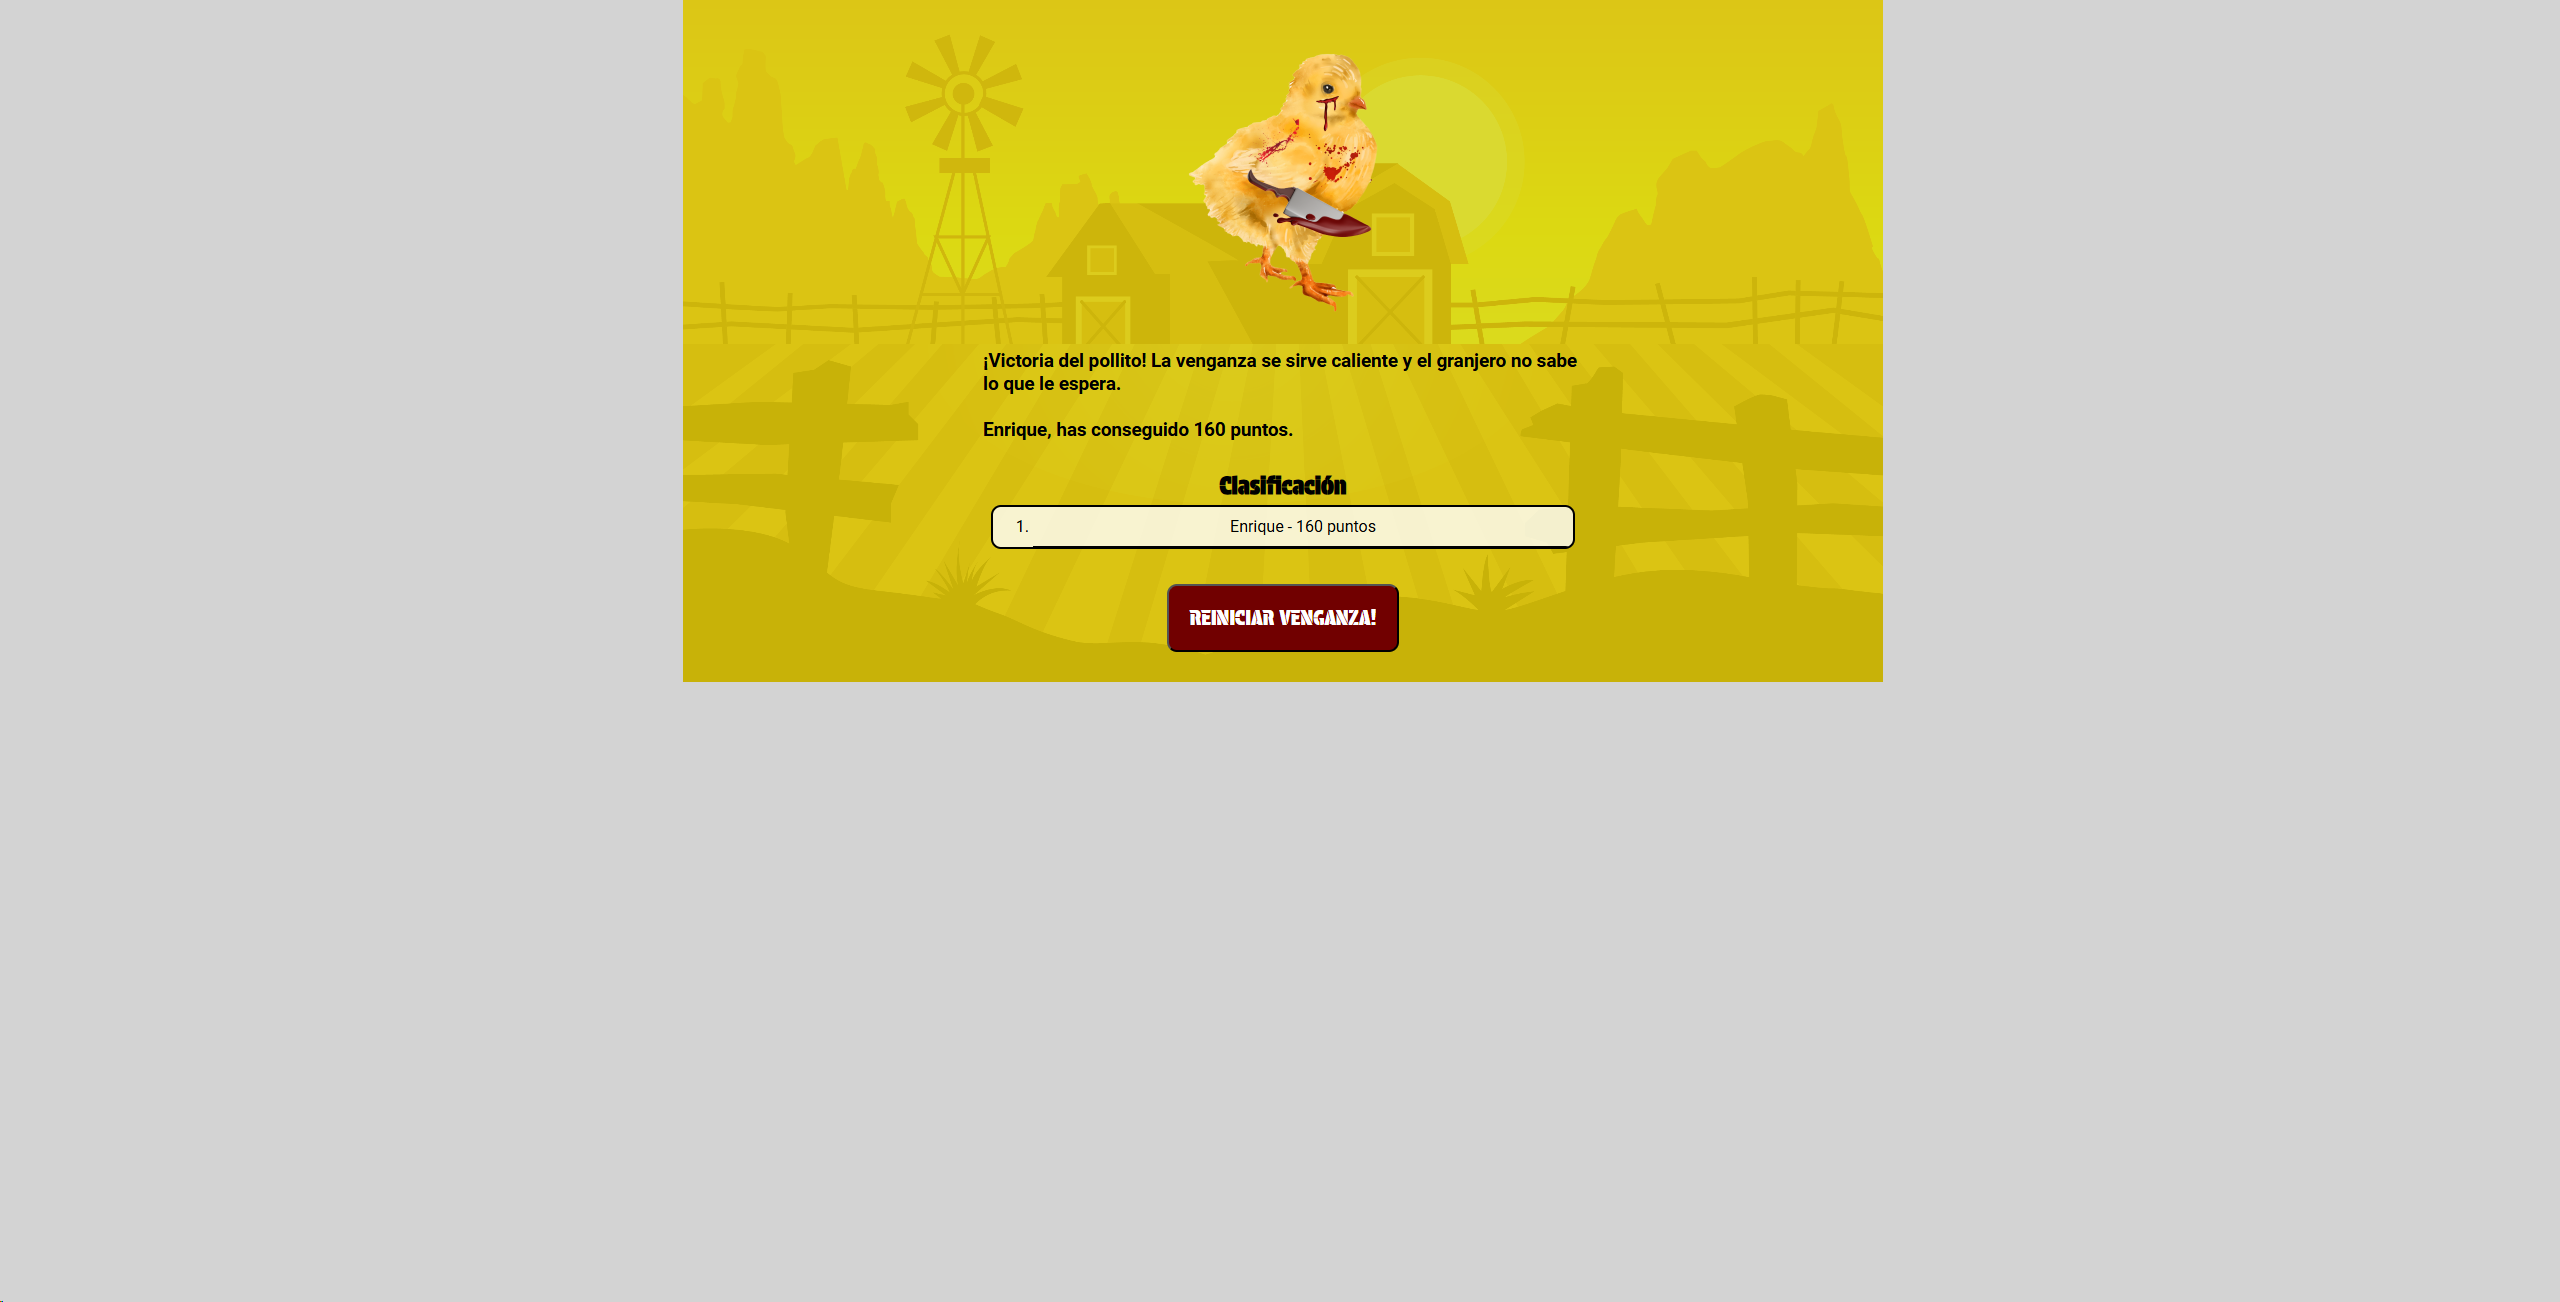 ¡Victoria del pollito! La venganza se sirve caliente y el granjero no sabe
lo que le espera.
Enrique, has conseguido 160 puntos.
Clasificación
1. Enrique - 160 puntos
REINICIAR VENGANZA!